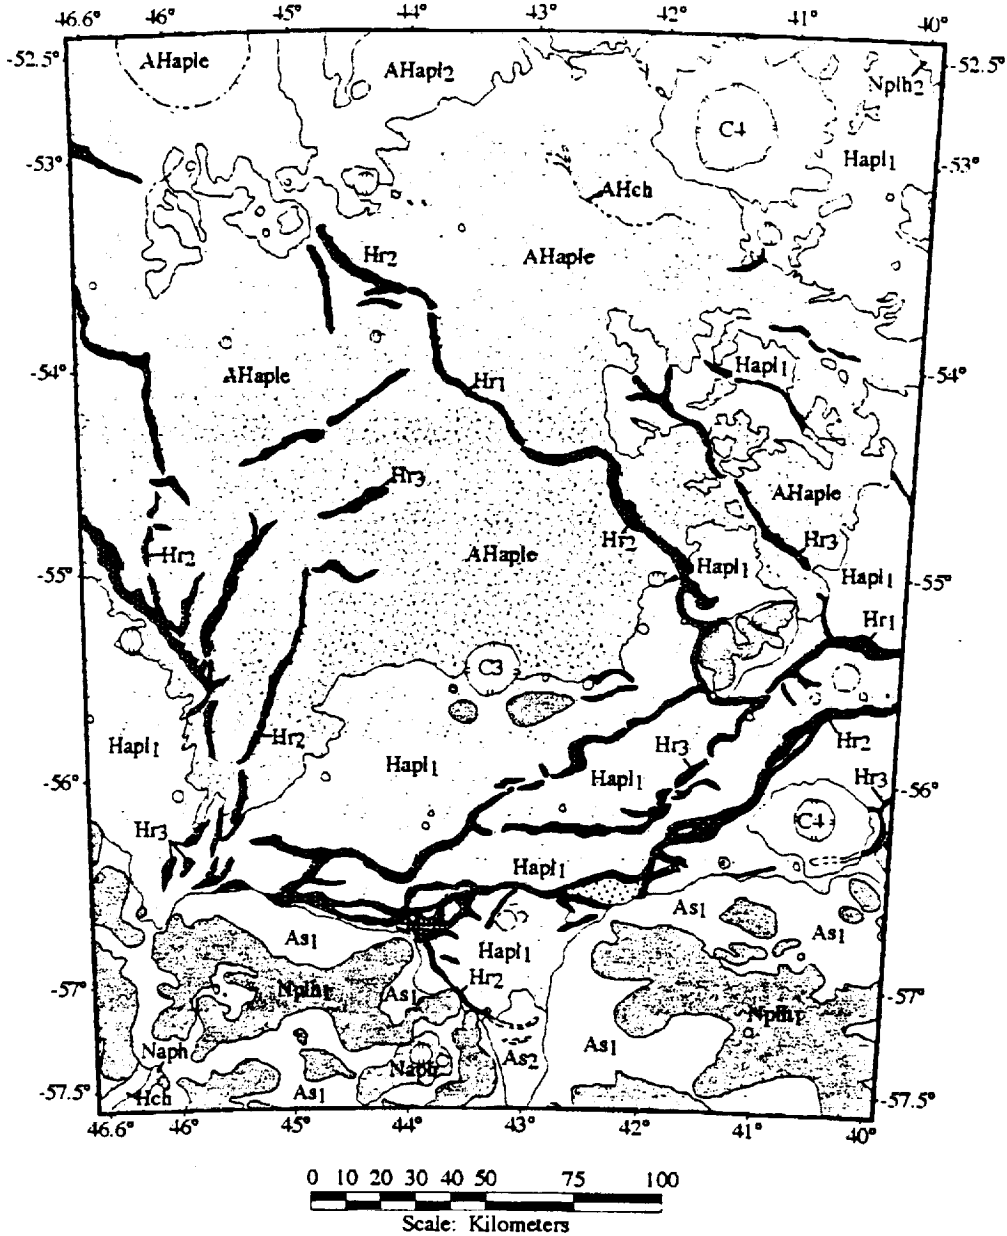 46.6° 46° 45° 44° 43° 42° 41° 40°
-52.5° AHaple AHapl2 Nplh2 -52.5°
C4
-53° Hapl1 -53°
AHch
Hr2 AHaple
-54° AHaple Hr1 Hapl1 -54°
Hr3 AHaple
Hr2 AHaple Hr2 Hapl1 Hr3
-55° Hapl1 -55°
Hr1
C3
Hapl1 Hr2 Hapl1 Hr3 Hapl1 Hr2
-56° Hr3 -56°
C4
Hr3
Hapl1
As1 As1 As1
Hapl1
Hr2
-57° Nplh1 As1 Nplh1 -57°
Naph Naph As2 As1
-57.5° Hch As1 -57.5°
46.6° 46° 45° 44° 43° 42° 41° 40°
0 10 20 30 40 50 75 100
Scale: Kilometers